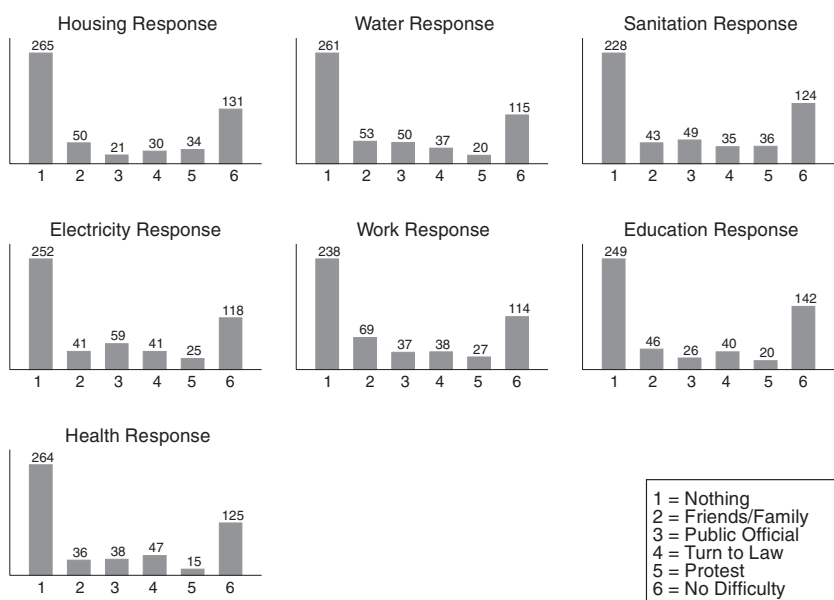 Housing Response
265
50
21
30
34
131
1 2 3 4 5 6
Water Response
261
53
50
37
20
115
1 2 3 4 5 6
Sanitation Response
228
43
49
35
36
124
1 2 3 4 5 6
Electricity Response
252
41
59
41
25
118
1 2 3 4 5 6
Work Response
238
69
37
38
27
114
1 2 3 4 5 6
Education Response
249
46
26
40
20
142
1 2 3 4 5 6
Health Response
264
36
38
47
15
125
1 2 3 4 5 6
1 = Nothing
2 = Friends/Family
3 = Public Official
4 = Turn to Law
5 = Protest
6 = No Difficulty